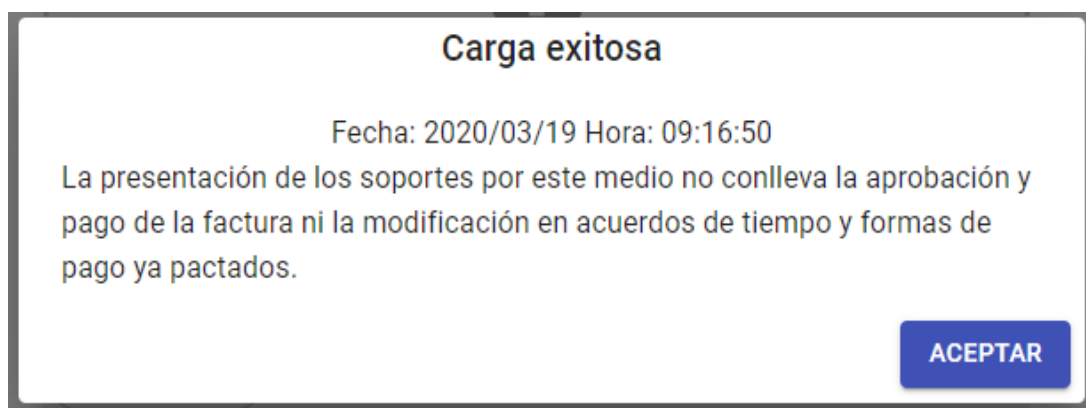 Carga exitosa
Fecha: 2020/03/19 Hora: 09:16:50
La presentación de los soportes por este medio no conlleva la aprobación y
pago de la factura ni la modificación en acuerdos de tiempo y formas de
pago ya pactados.
ACEPTAR